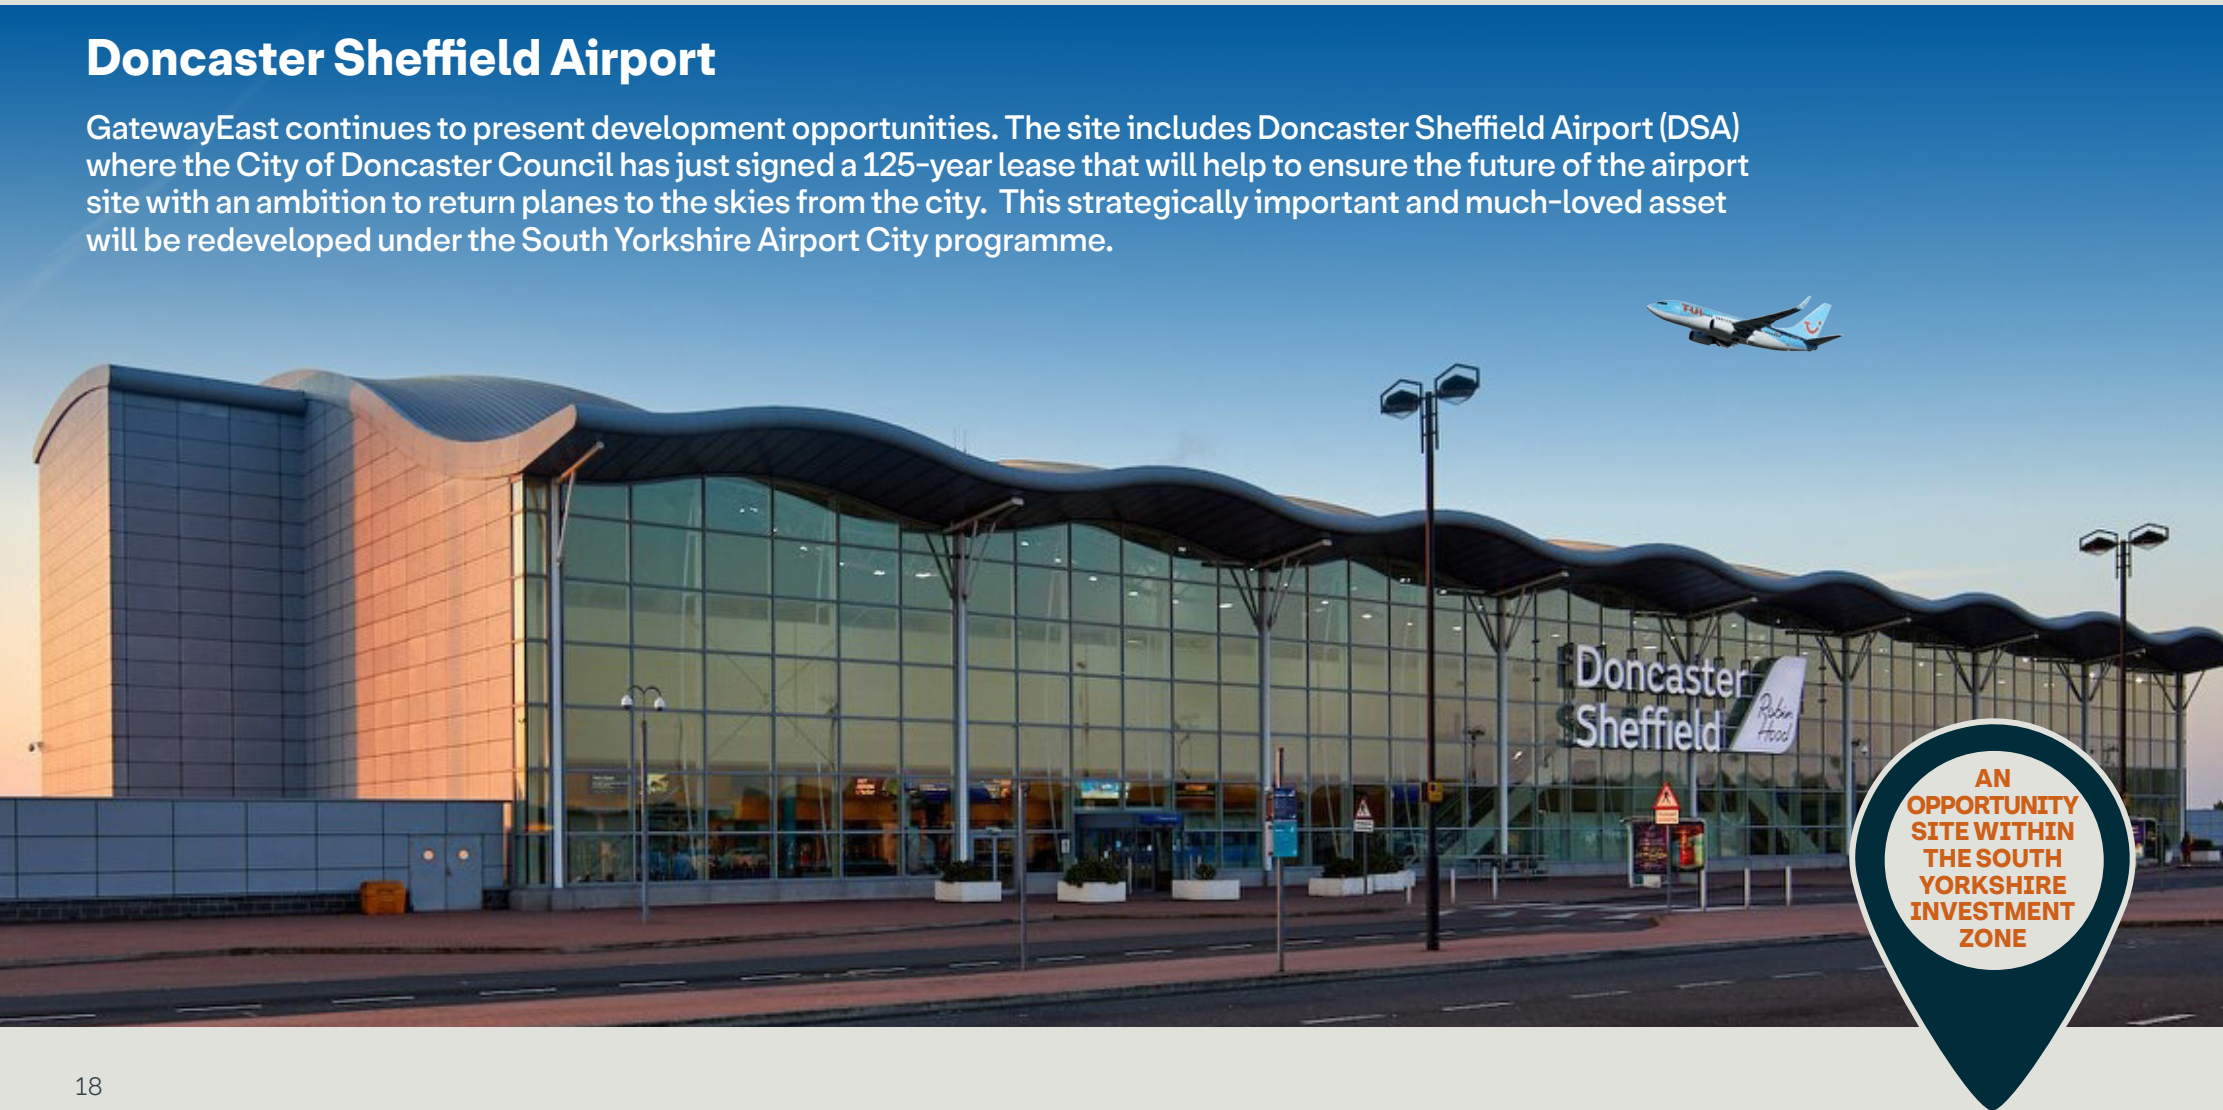 Doncaster Sheffield Airport
GatewayEast continues to present development opportunities. The site includes Doncaster Sheffield Airport (DSA)
where the City of Doncaster Council has just signed a 125-year lease that will help to ensure the future of the airport
site with an ambition to return planes to the skies from the city.  This strategically important and much-loved asset
will be redeveloped under the South Yorkshire Airport City programme.
TUI
Doncaster
Sheffield
Robin
Hood
AN
OPPORTUNITY
SITE WITHIN
THE SOUTH
YORKSHIRE
INVESTMENT
ZONE
18